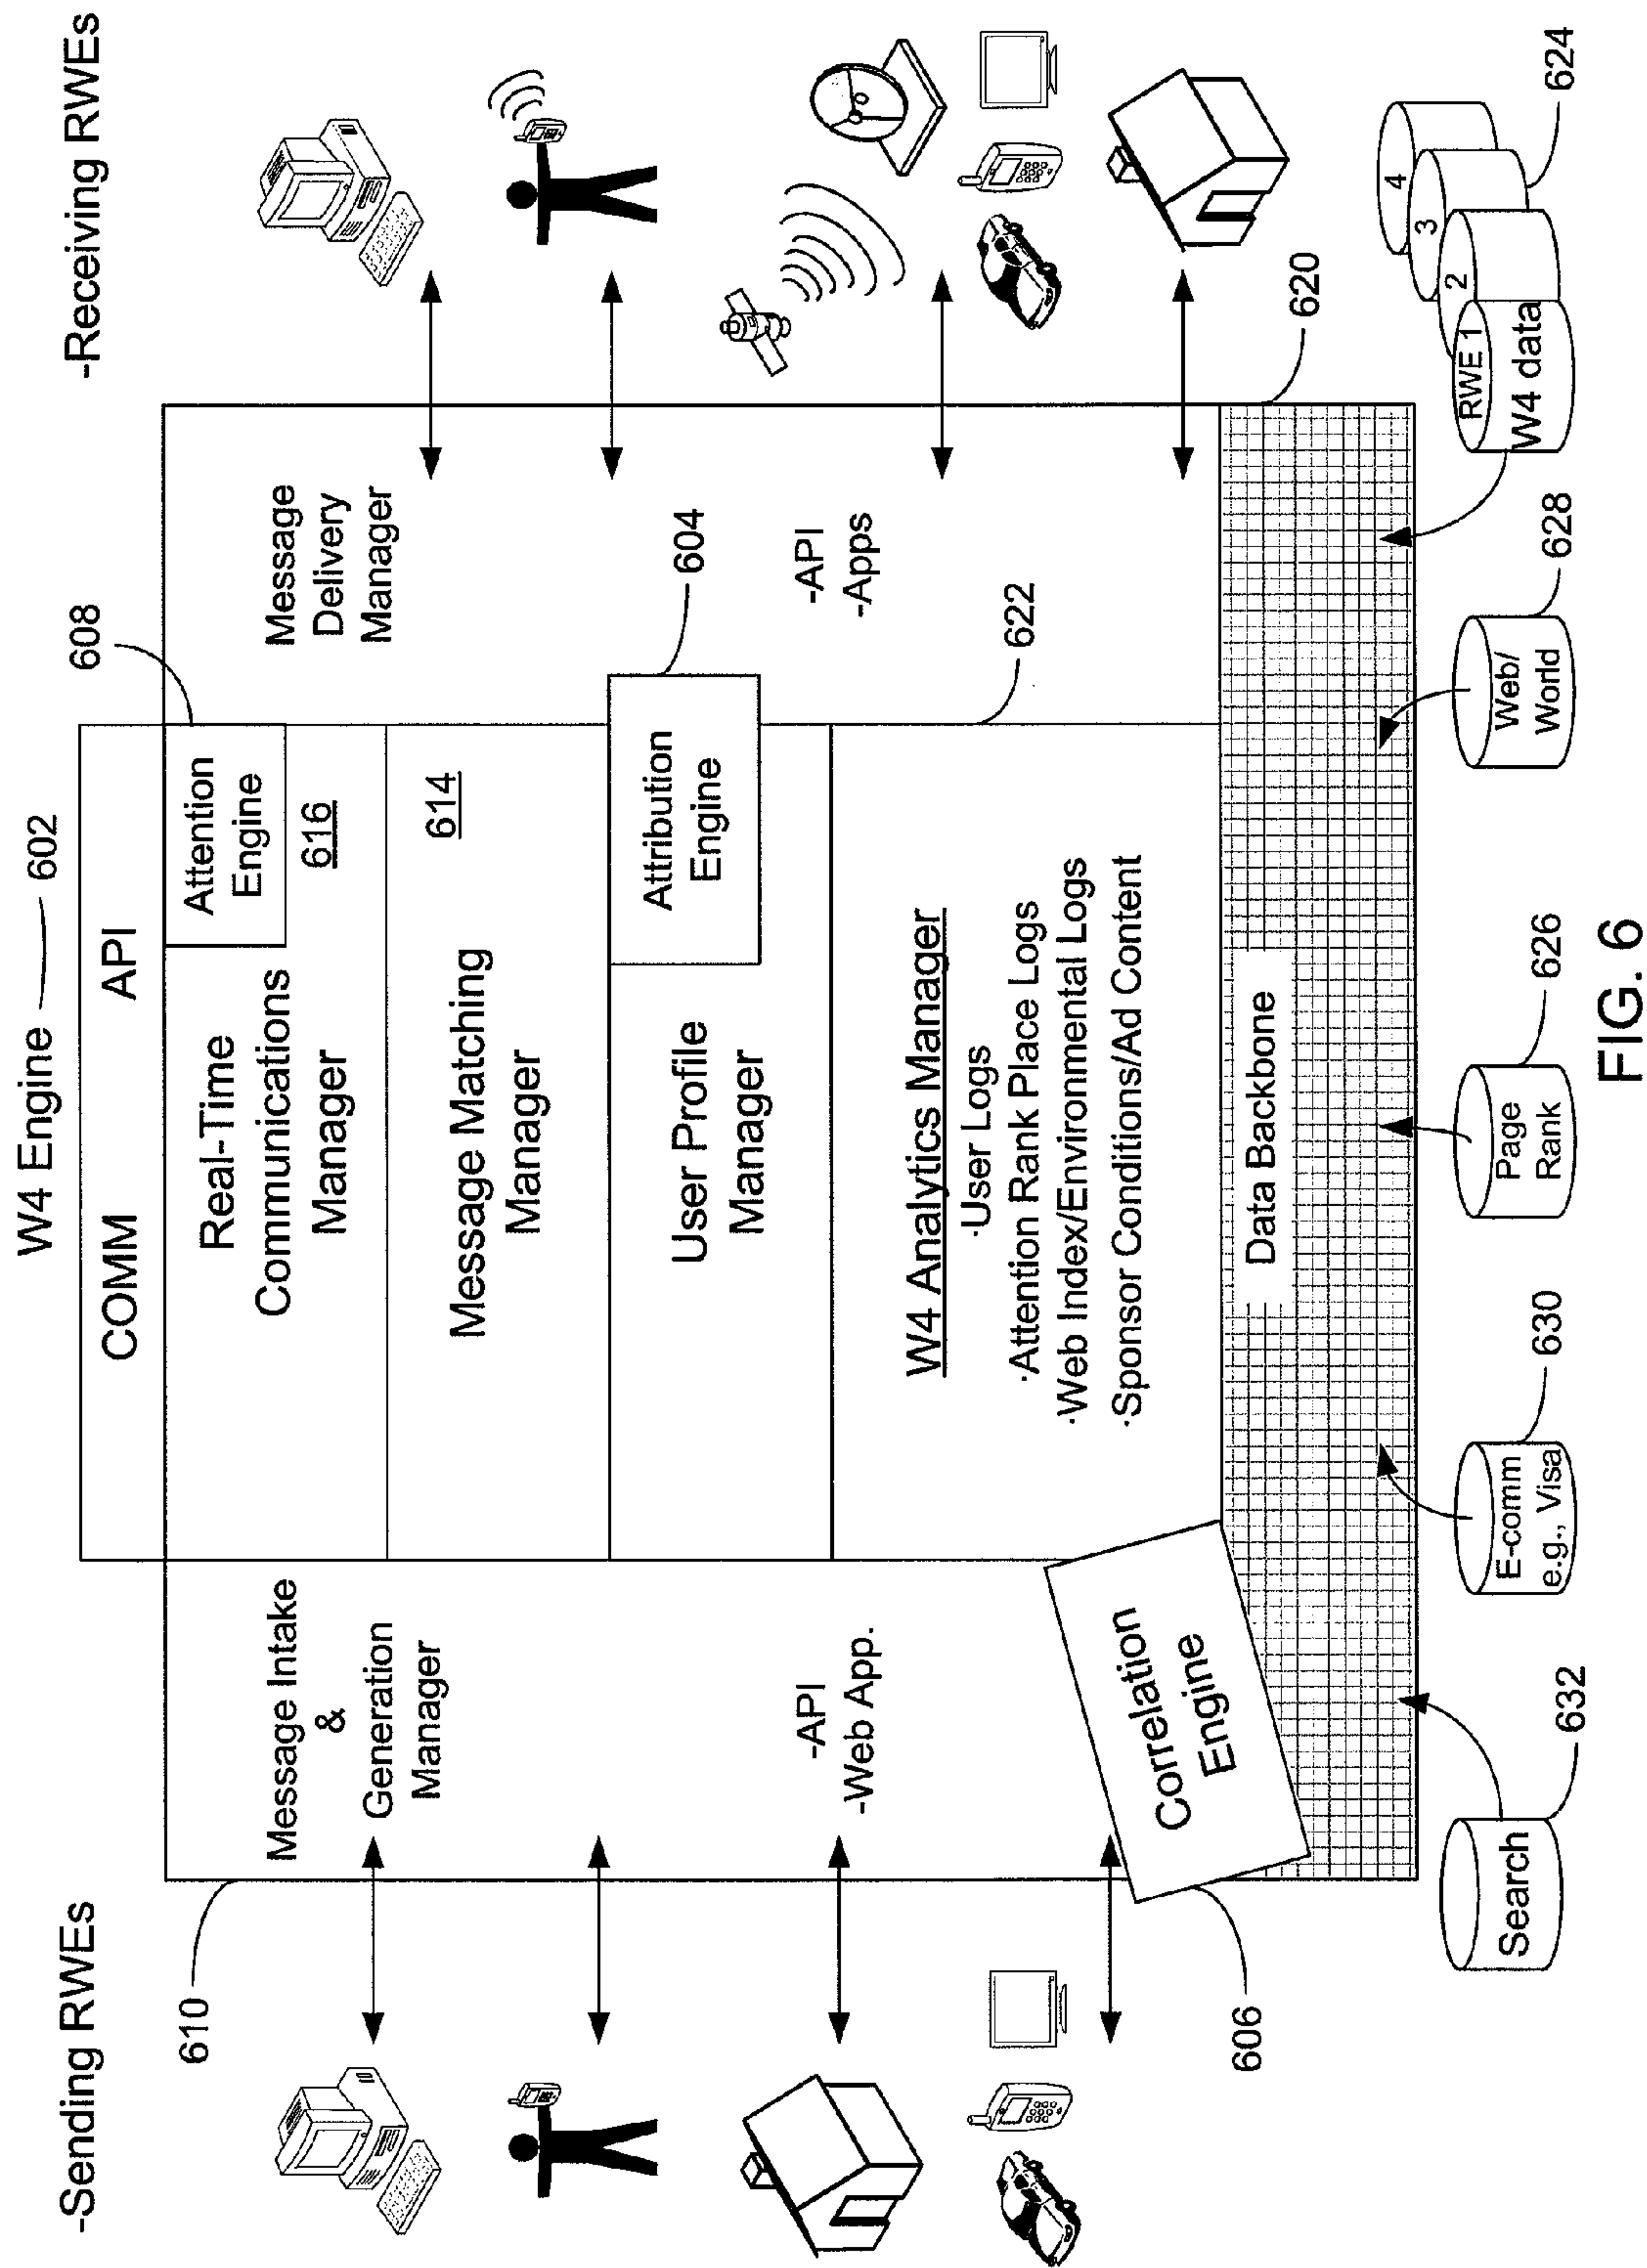 W4 Engine 602
-Sending RWEs
-Receiving RWEs
610
608
COMM API
Message Intake
&
Generation
Manager
-API
-Web App.
Real-Time
Communications
Manager
Attention
Engine
616
Message Matching
Manager
614
User Profile
Manager
Attribution
Engine
604
W4 Analytics Manager
·User Logs
·Attention Rank Place Logs
·Web Index/Environmental Logs
·Sponsor Conditions/Ad Content
622
Message
Delivery
Manager
-API
-Apps
Correlation
Engine
606
Data Backbone
620
Search
632
E-comm
e.g., Visa
630
Page
Rank
626
Web/
World
628
RWE 1
W4 data
2
3
4
624
FIG. 6